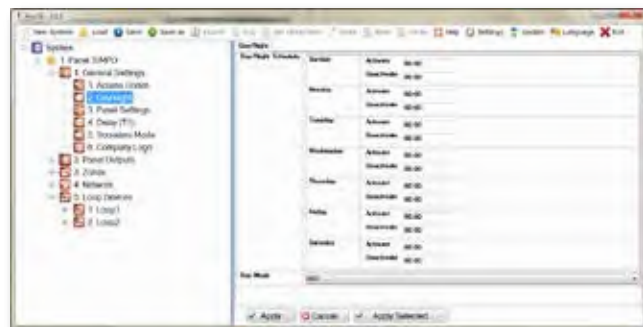 New System Load Save Save as Help Settings Update Language Exit
System
1. Panel SIMPO
1. General Settings
1. Access Codes
2. Day/Night
3. Panel Settings
4. Delay (T1)
5. Sounders Mode
6. Company Logo
2. Panel Outputs
3. Zones
4. Network
5. Loop Devices
1. Loop1
2. Loop2
Day/Night
Day/Night Schedule
Sunday Activate 00:00
Deactivate 00:00
Monday Activate 00:00
Deactivate 00:00
Tuesday Activate 00:00
Deactivate 00:00
Wednesday Activate 00:00
Deactivate 00:00
Thursday Activate 00:00
Deactivate 00:00
Friday Activate 00:00
Deactivate 00:00
Saturday Activate 00:00
Deactivate 00:00
Day Mode
Apply Cancel Apply Selected